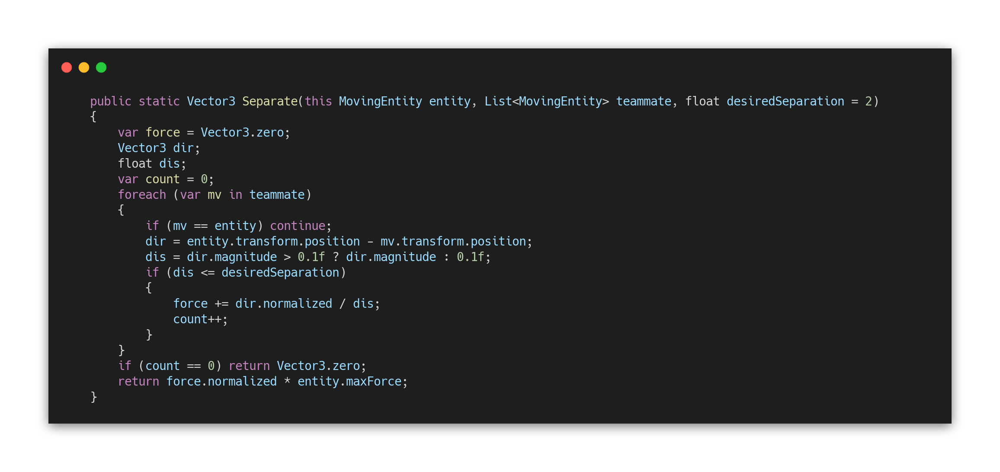 public static Vector3 Separate(this MovingEntity entity, List<MovingEntity> teammate, float desiredSeparation = 2)
{
    var force = Vector3.zero;
    Vector3 dir;
    float dis;
    var count = 0;
    foreach (var mv in teammate)
    {
        if (mv == entity) continue;
        dir = entity.transform.position - mv.transform.position;
        dis = dir.magnitude > 0.1f ? dir.magnitude : 0.1f;
        if (dis <= desiredSeparation)
        {
            force += dir.normalized / dis;
            count++;
        }
    }
    if (count == 0) return Vector3.zero;
    return force.normalized * entity.maxForce;
}